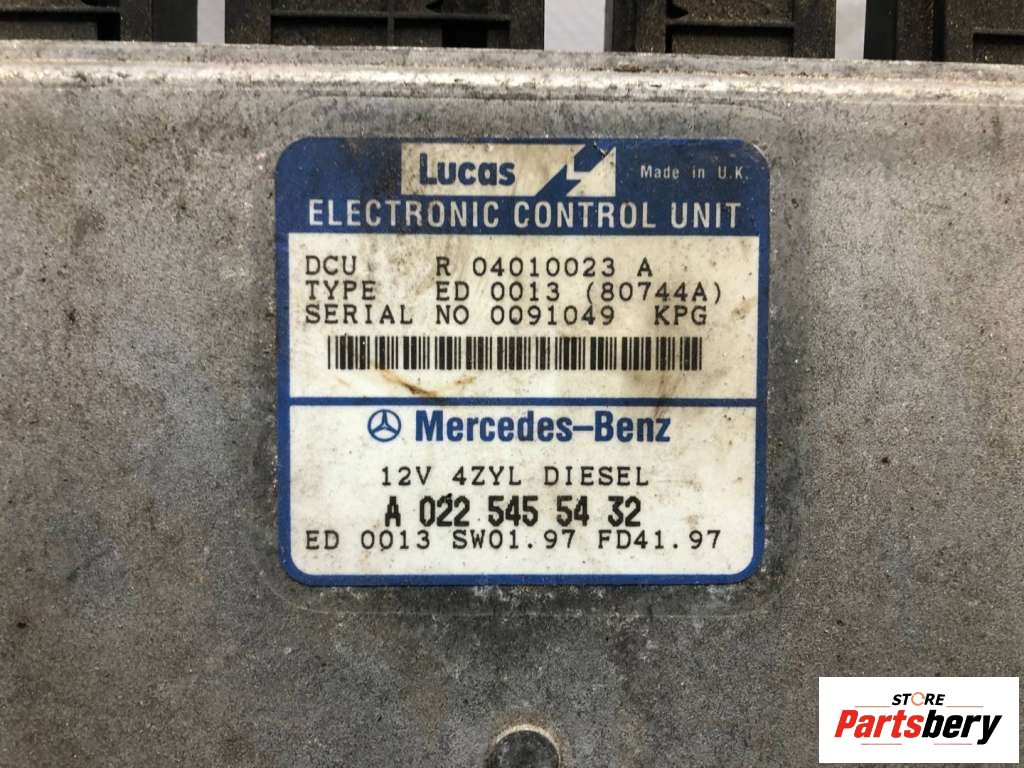 Lucas Made in U.K.
ELECTRONIC CONTROL UNIT
DCU R 04010023 A
TYPE ED 0013 (80744A)
SERIAL NO 0091049 KPG
Mercedes-Benz
12V 4ZYL DIESEL
A 022 545 54 32
ED 0013 SW01.97 FD41.97
STORE
Partsbery